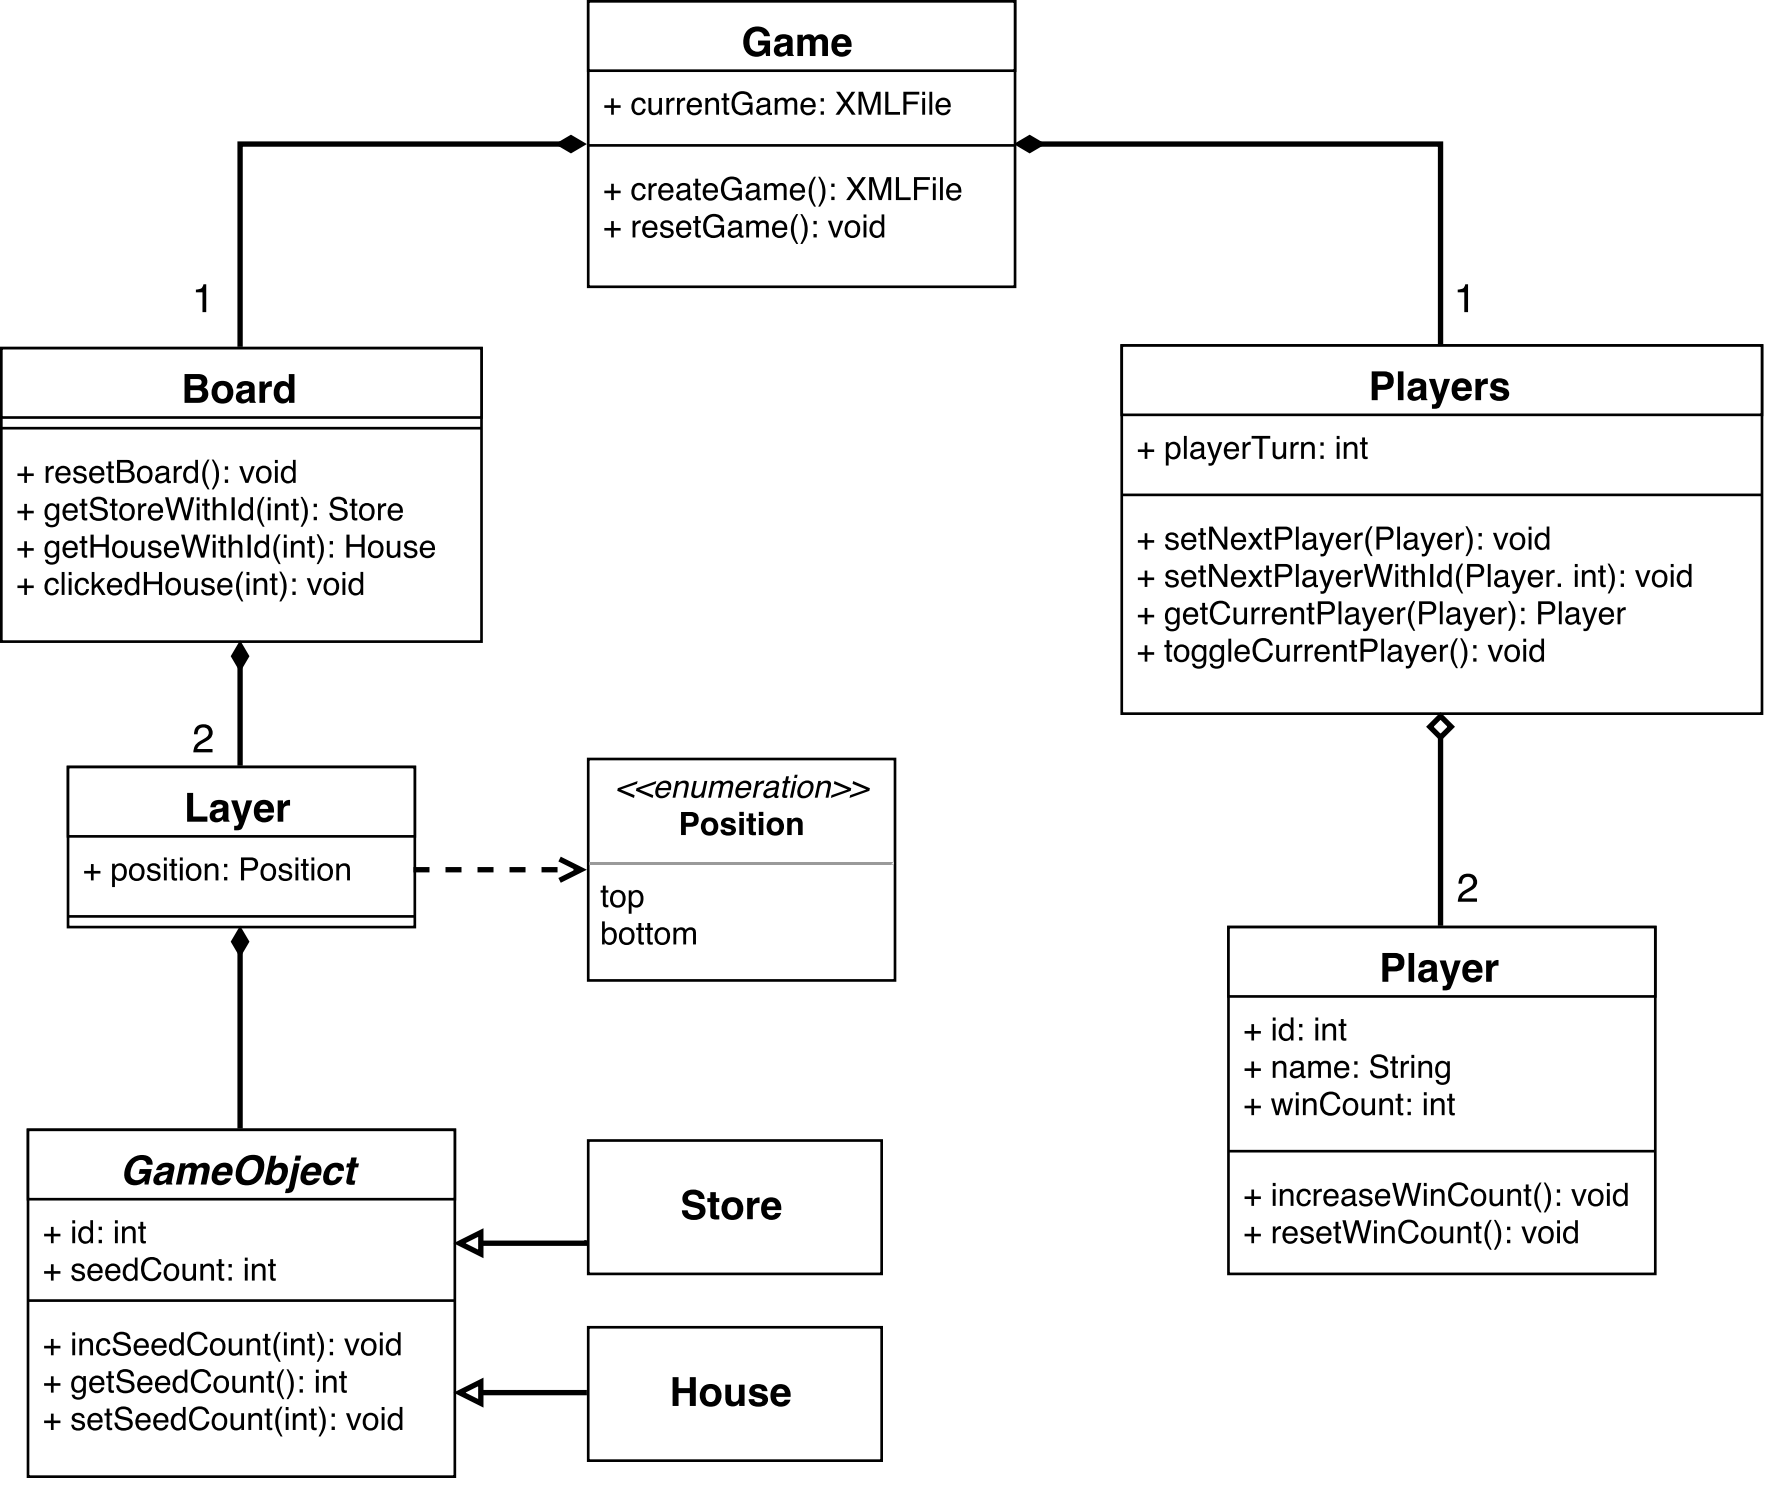 Game
+ currentGame: XMLFile
+ createGame(): XMLFile
+ resetGame(): void
1
1
Board
+ resetBoard(): void
+ getStoreWithId(int): Store
+ getHouseWithId(int): House
+ clickedHouse(int): void
Players
+ playerTurn: int
+ setNextPlayer(Player): void
+ setNextPlayerWithId(Player. int): void
+ getCurrentPlayer(Player): Player
+ toggleCurrentPlayer(): void
2
Layer
+ position: Position
<<enumeration>>
Position
top
bottom
2
Player
+ id: int
+ name: String
+ winCount: int
+ increaseWinCount(): void
+ resetWinCount(): void
GameObject
+ id: int
+ seedCount: int
+ incSeedCount(int): void
+ getSeedCount(): int
+ setSeedCount(int): void
Store
House